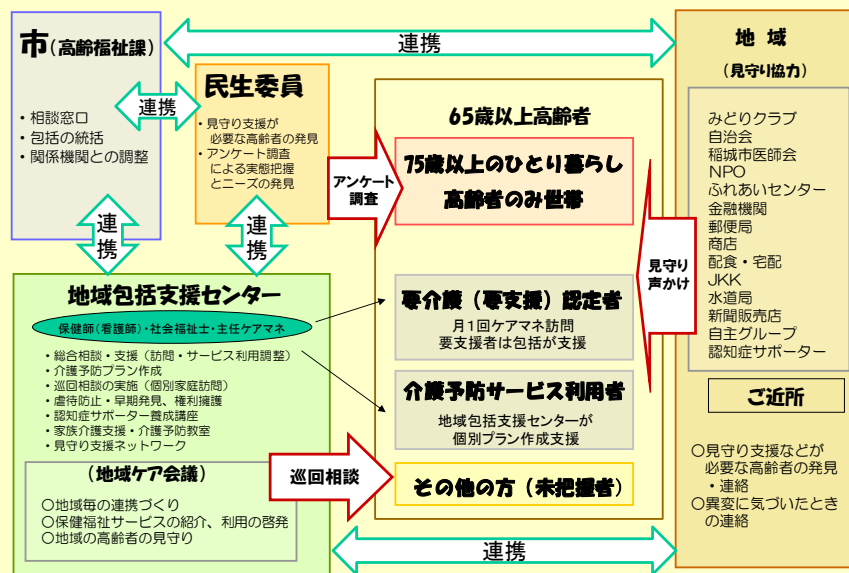 市(高齢福祉課)
・相談窓口
・包括の統括
・関係機関との調整
連携
連携
民生委員
・見守り支援が
必要な高齢者の発見
・アンケート調査
による実態把握
とニーズの発見
連携
連携
アンケート
調査
65歳以上高齢者
75歳以上のひとり暮らし
高齢者のみ世帯
要介護（要支援）認定者
月1回ケアマネ訪問
要支援者は包括が支援
介護予防サービス利用者
地域包括支援センターが
個別プラン作成支援
その他の方（未把握者）
見守り
声かけ
地 域
(見守り協力)
みどりクラブ
自治会
稲城市医師会
NPO
ふれあいセンター
金融機関
郵便局
商店
配食・宅配
JKK
水道局
新聞販売店
自主グループ
認知症サポーター
ご近所
○見守り支援などが
必要な高齢者の発見
・連絡
○異変に気づいたとき
の連絡
地域包括支援センター
保健師(看護師)・社会福祉士・主任ケアマネ
・総合相談・支援（訪問・サービス利用調整）
・介護予防プラン作成
・巡回相談の実施（個別家庭訪問）
・虐待防止・早期発見、権利擁護
・認知症サポーター養成講座
・家族介護支援・介護予防教室
・見守り支援ネットワーク
(地域ケア会議)
○地域毎の連携づくり
○保健福祉サービスの紹介、利用の啓発
○地域の高齢者の見守り
巡回相談
連携